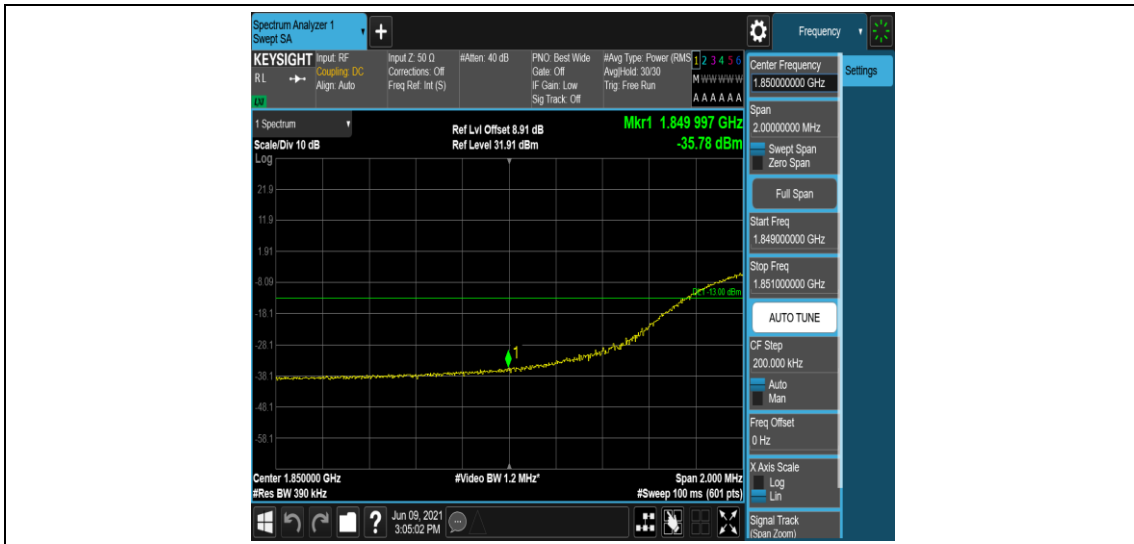 Spectrum Analyzer 1
Swept SA
+
Frequency
KEYSIGHT
RL
LXI
Input: RF
Coupling: DC
Align: Auto
Input Z: 50 Ω
Corrections: Off
Freq Ref: Int (S)
#Atten: 40 dB
PNO: Best Wide
Gate: Off
IF Gain: Low
Sig Track: Off
#Avg Type: Power (RMS
Avg|Hold: 30/30
Trig: Free Run
1 2 3 4 5 6
M W W W W W
A A A A A A
1 Spectrum
Scale/Div 10 dB
Log
Ref Lvl Offset 8.91 dB
Ref Level 31.91 dBm
Mkr1 1.849 997 GHz
-35.78 dBm
21.9
11.9
1.91
-8.09
-18.1
-28.1
-38.1
-48.1
-58.1
DL1 -13.00 dBm
1
Center 1.850000 GHz
#Res BW 390 kHz
#Video BW 1.2 MHz*
Span 2.000 MHz
#Sweep 100 ms (601 pts)
?
Jun 09, 2021
3:05:02 PM
Center Frequency
1.850000000 GHz
Span
2.00000000 MHz
Swept Span
Zero Span
Full Span
Start Freq
1.849000000 GHz
Stop Freq
1.851000000 GHz
AUTO TUNE
CF Step
200.000 kHz
Auto
Man
Freq Offset
0 Hz
X Axis Scale
Log
Lin
Signal Track
(Span Zoom)
Settings